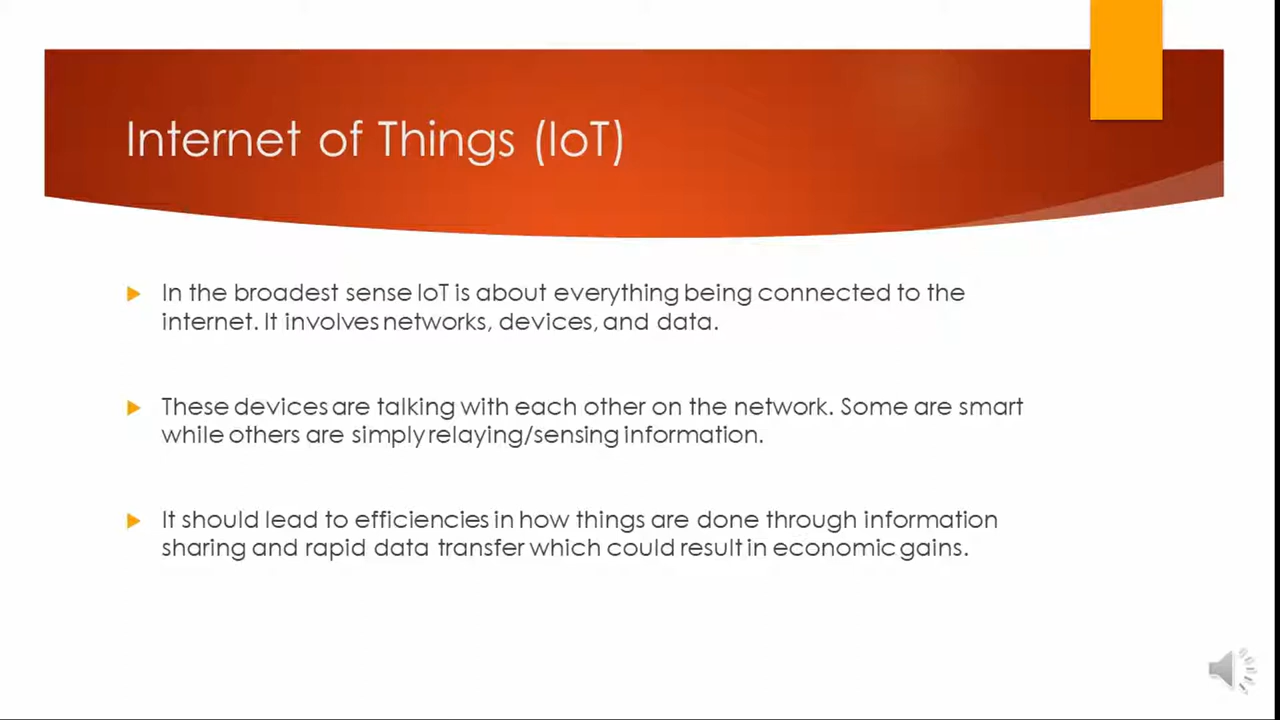 Internet of Things (IoT)
In the broadest sense IoT is about everything being connected to the
internet. It involves networks, devices, and data.
These devices are talking with each other on the network. Some are smart
while others are simply relaying/sensing information.
It should lead to efficiencies in how things are done through information
sharing and rapid data transfer which could result in economic gains.